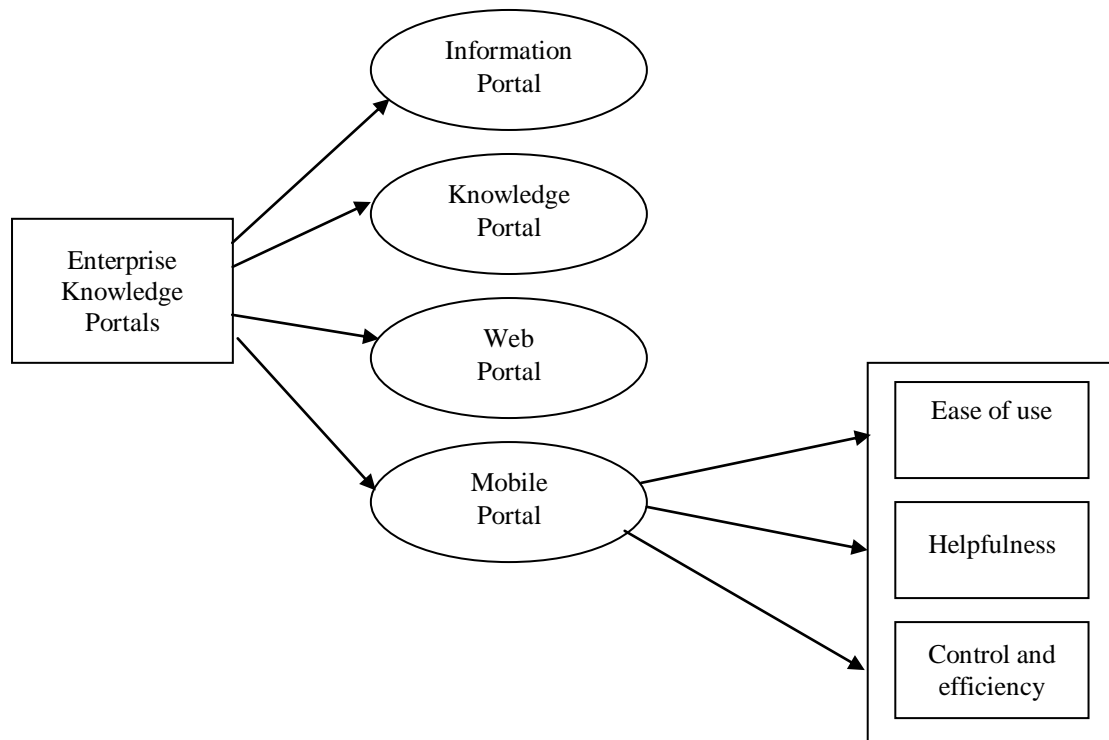 Information
Portal
Knowledge
Portal
Enterprise
Knowledge
Portals
Web
Portal
Mobile
Portal
Ease of use
Helpfulness
Control and
efficiency